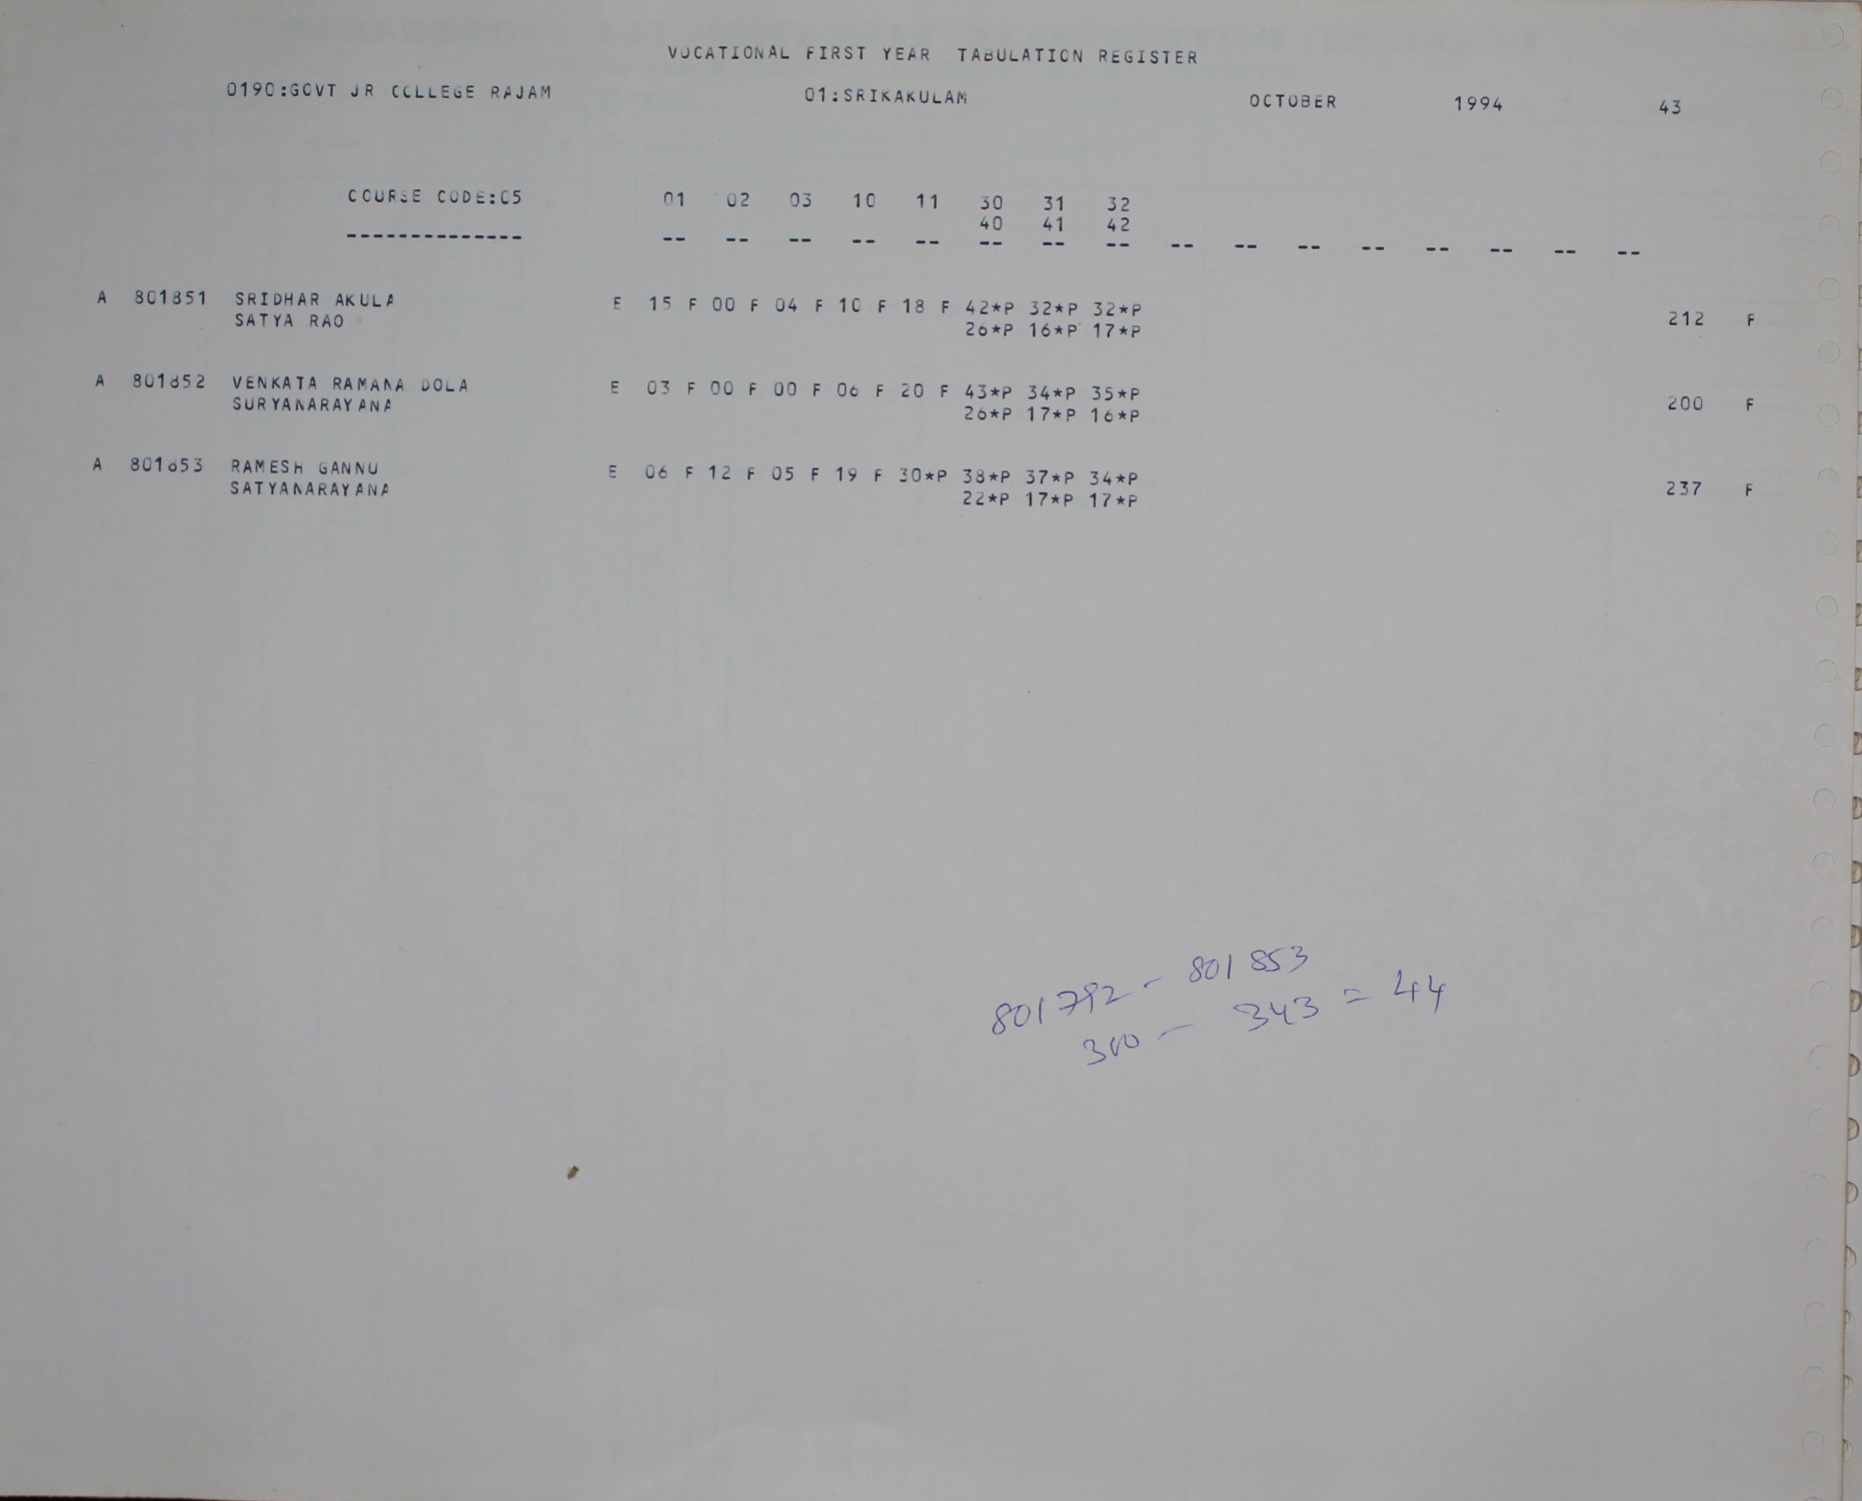 VOCATIONAL FIRST YEAR TABULATION REGISTER
0190:GOVT JR COLLEGE RAJAM 01:SRIKAKULAM OCTOBER 1994 43
COURSE CODE:05 01 02 03 10 11 30 31 32
40 41 42
-------------- -- -- -- -- -- -- -- -- -- -- -- -- -- -- -- --
A 801851 SRIDHAR AKULA E 15 F 00 F 04 F 10 F 18 F 42*P 32*P 32*P
SATYA RAO 26*P 16*P 17*P 212 F
A 801852 VENKATA RAMANA DOLA E 03 F 00 F 00 F 06 F 20 F 43*P 34*P 35*P
SURYANARAYANA 26*P 17*P 16*P 200 F
A 801853 RAMESH GANNU E 06 F 12 F 05 F 19 F 30*P 38*P 37*P 34*P
SATYANARAYANA 22*P 17*P 17*P 237 F
801792 - 801853
300 - 343 = 44